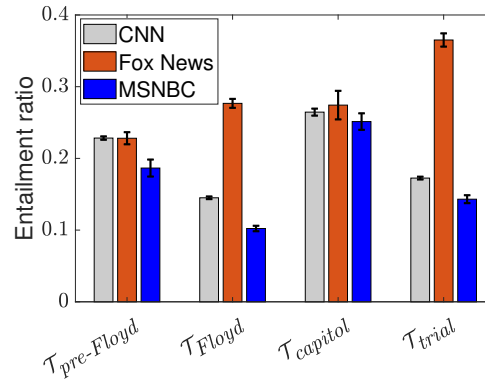 0.4
0.3
0.2
0.1
0
Entailment ratio
CNN
Fox News
MSNBC
𝒯pre-Floyd
𝒯Floyd
𝒯capitol
𝒯trial